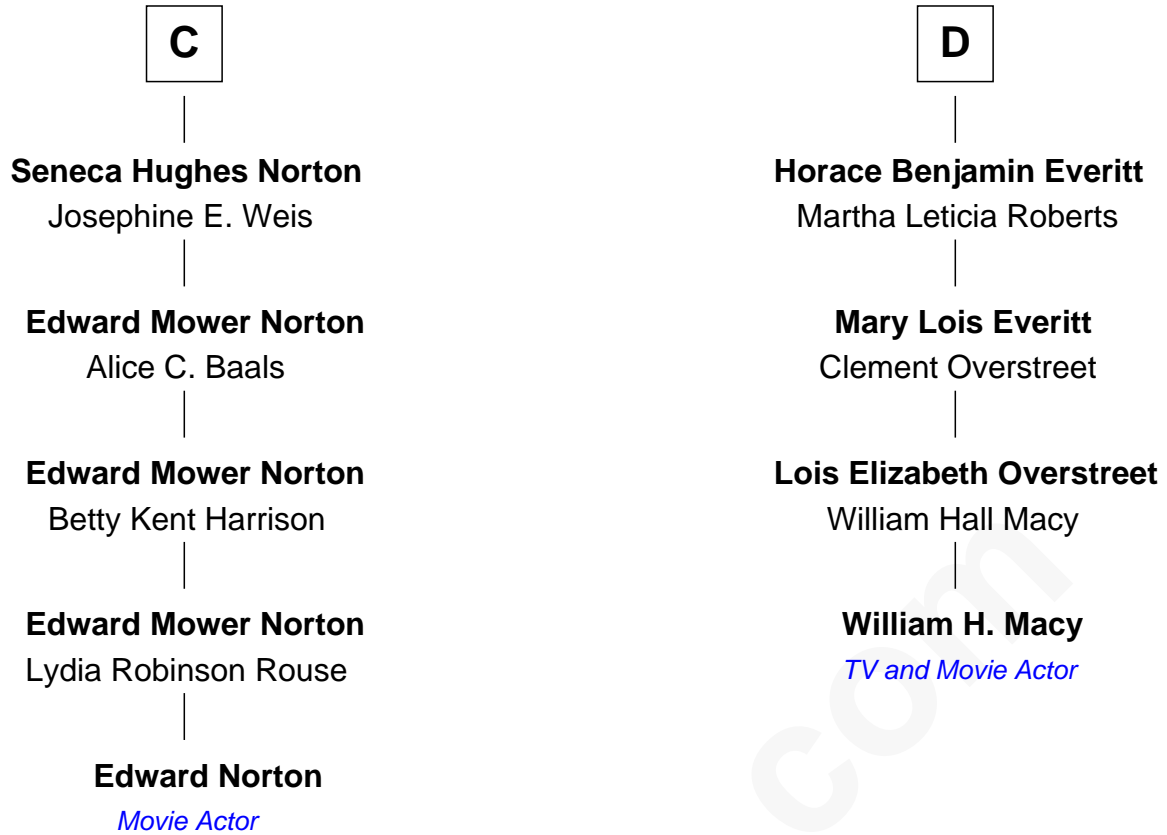 C
Seneca Hughes Norton
Josephine E. Weis
Edward Mower Norton
Alice C. Baals
Edward Mower Norton
Betty Kent Harrison
Edward Mower Norton
Lydia Robinson Rouse
Edward Norton
Movie Actor
D
Horace Benjamin Everitt
Martha Leticia Roberts
Mary Lois Everitt
Clement Overstreet
Lois Elizabeth Overstreet
William Hall Macy
William H. Macy
TV and Movie Actor
com